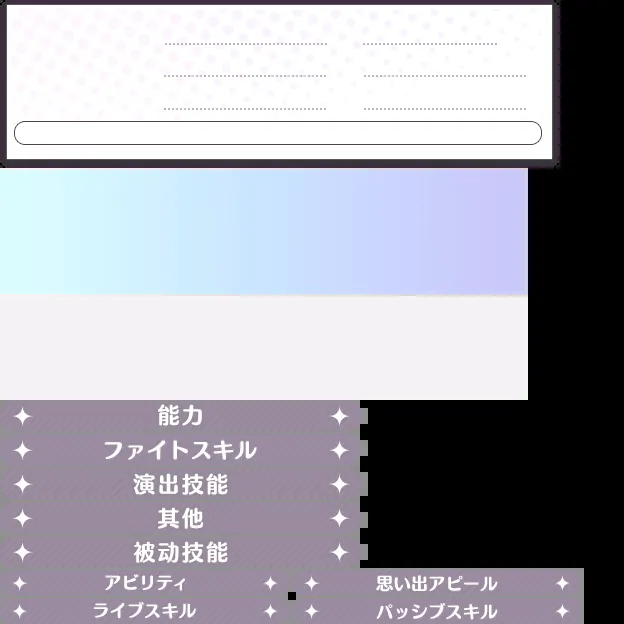 能力
ファイトスキル
演出技能
其他
被动技能
アビリティ
思い出アピール
ライブスキル
パッシブスキル